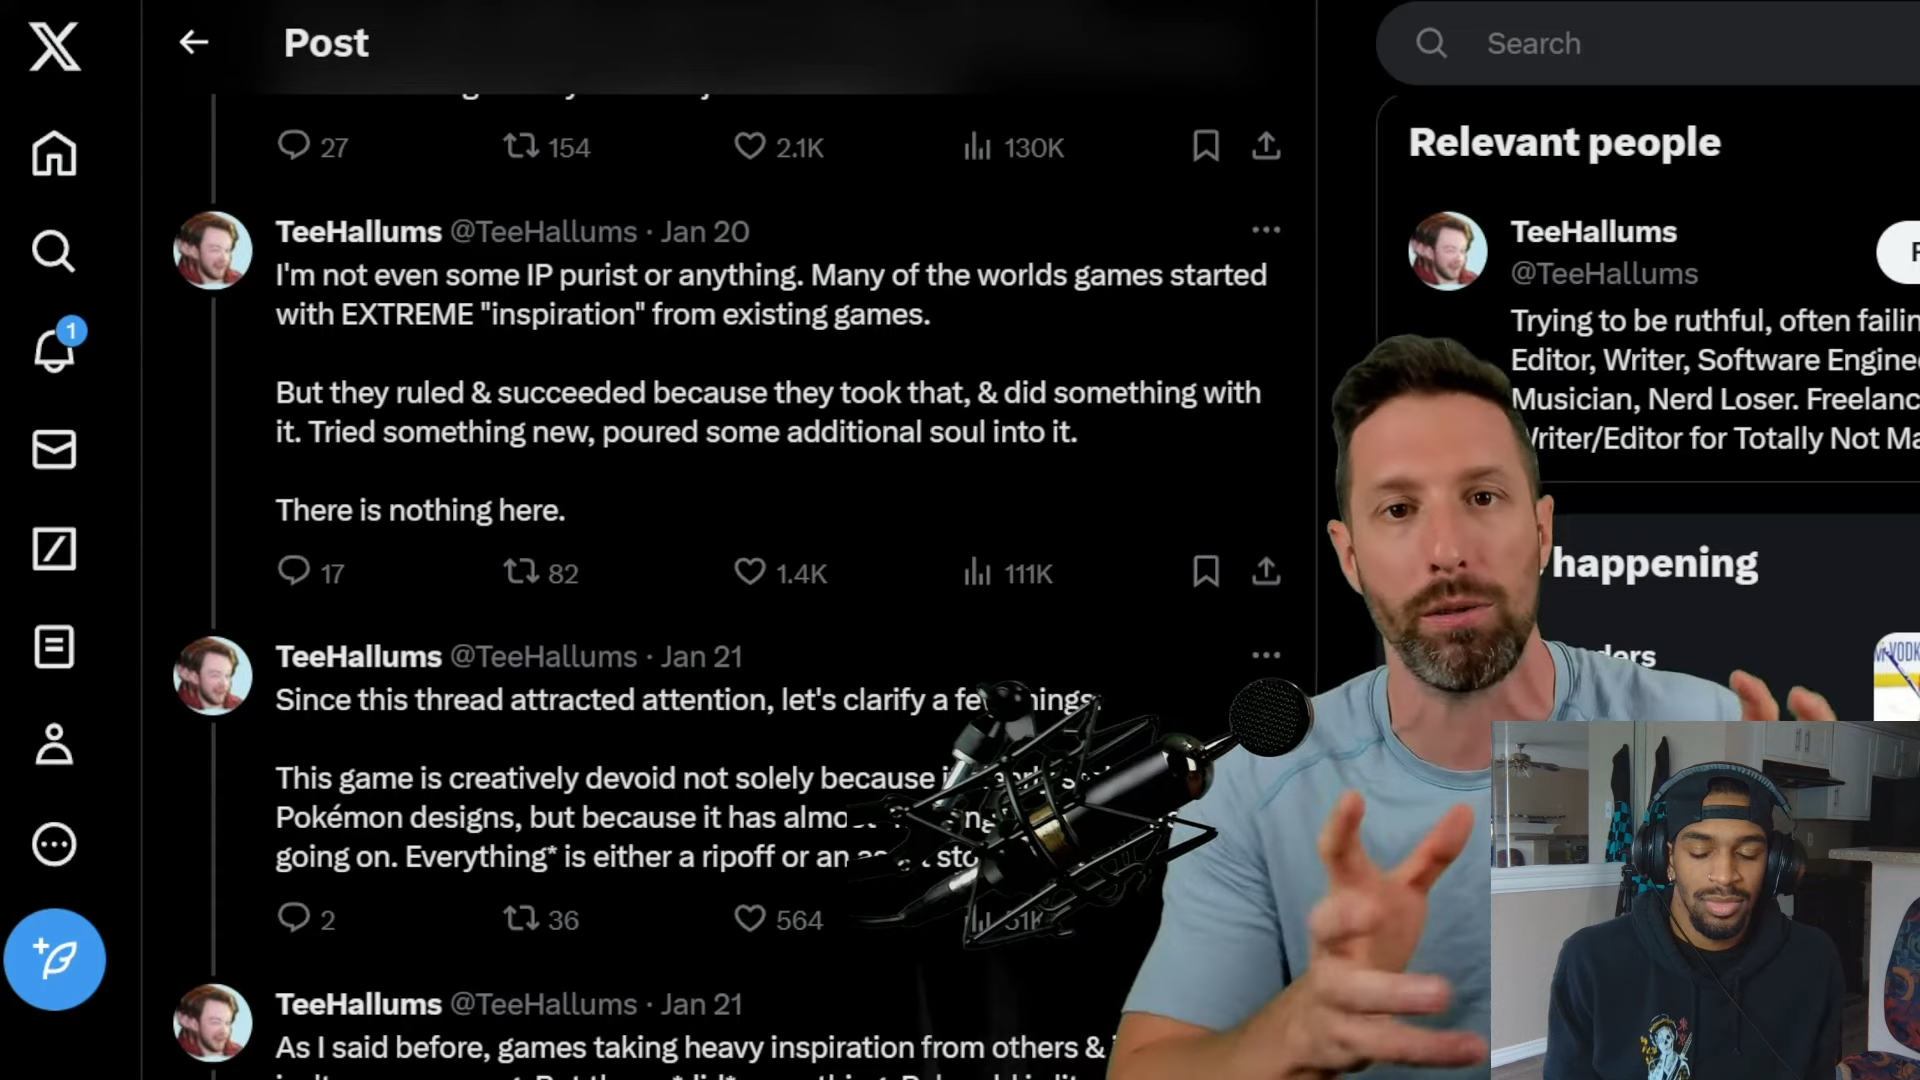 Post
Search
27
154
2.1K
130K
TeeHallums @TeeHallums · Jan 20
I'm not even some IP purist or anything. Many of the worlds games started
with EXTREME "inspiration" from existing games.
But they ruled & succeeded because they took that, & did something with
it. Tried something new, poured some additional soul into it.
There is nothing here.
17
82
1.4K
111K
TeeHallums @TeeHallums · Jan 21
Since this thread attracted attention, let's clarify a
This game is creatively devoid not solely because
Pokémon designs, but because it has
going on. Everything* is either a ripoff or an
2
36
564
TeeHallums @TeeHallums · Jan 21
As I said before, games taking heavy inspiration from others &
1
Relevant people
TeeHallums
@TeeHallums
Trying to be ruthful, often
Editor, Writer, Software
Musician, Nerd Loser.
Writer/Editor for Totally Not
happening